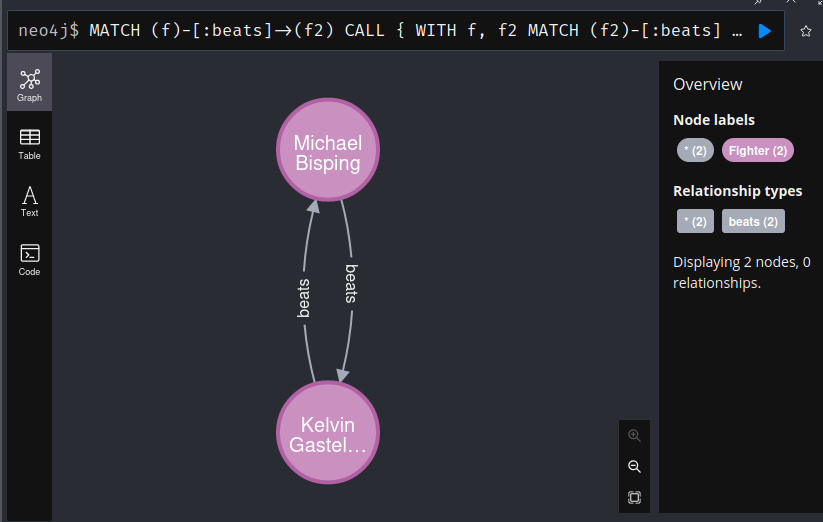 neo4j$ MATCH (f)-[:beats]->(f2) CALL { WITH f, f2 MATCH (f2)-[:beats] …
Graph
Table
Text
Code
Michael
Bisping
beats
beats
Kelvin
Gastel…
Overview
Node labels
* (2) Fighter (2)
Relationship types
* (2) beats (2)
Displaying 2 nodes, 0
relationships.